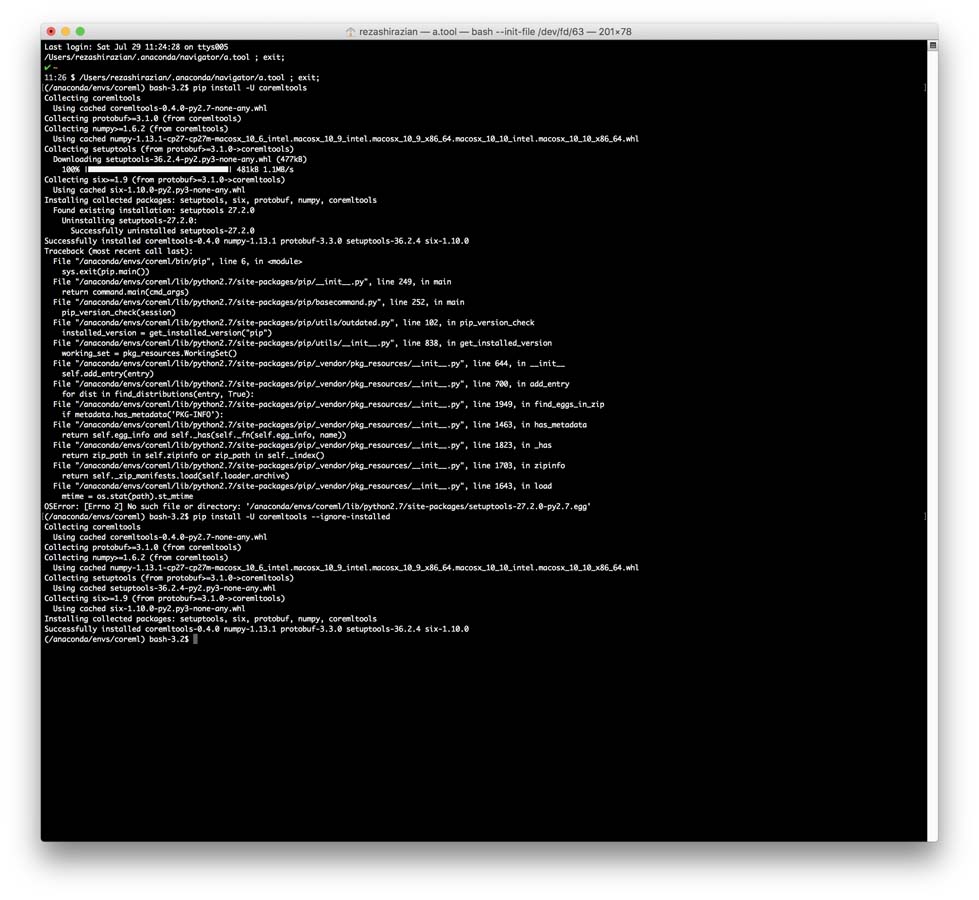 rezashirazian — a.tool — bash --init-file /dev/fd/63 — 201×78
Last login: Sat Jul 29 11:24:28 on ttys005
/Users/rezashirazian/.anaconda/navigator/a.tool ; exit;
✔ ~
11:26 $ /Users/rezashirazian/.anaconda/navigator/a.tool ; exit;
(/anaconda/envs/coreml) bash-3.2$ pip install -U coremltools
Collecting coremltools
  Using cached coremltools-0.4.0-py2.7-none-any.whl
Collecting protobuf>=3.1.0 (from coremltools)
Collecting numpy>=1.6.2 (from coremltools)
  Using cached numpy-1.13.1-cp27-cp27m-macosx_10_6_intel.macosx_10_9_intel.macosx_10_9_x86_64.macosx_10_10_intel.macosx_10_10_x86_64.whl
Collecting setuptools (from protobuf>=3.1.0->coremltools)
  Downloading setuptools-36.2.4-py2.py3-none-any.whl (477kB)
    100% |████████████████████████████████| 481kB 1.1MB/s
Collecting six>=1.9 (from protobuf>=3.1.0->coremltools)
  Using cached six-1.10.0-py2.py3-none-any.whl
Installing collected packages: setuptools, six, protobuf, numpy, coremltools
  Found existing installation: setuptools 27.2.0
    Uninstalling setuptools-27.2.0:
      Successfully uninstalled setuptools-27.2.0
Successfully installed coremltools-0.4.0 numpy-1.13.1 protobuf-3.3.0 setuptools-36.2.4 six-1.10.0
Traceback (most recent call last):
  File "/anaconda/envs/coreml/bin/pip", line 6, in <module>
    sys.exit(pip.main())
  File "/anaconda/envs/coreml/lib/python2.7/site-packages/pip/__init__.py", line 249, in main
    return command.main(cmd_args)
  File "/anaconda/envs/coreml/lib/python2.7/site-packages/pip/basecommand.py", line 252, in main
    pip_version_check(session)
  File "/anaconda/envs/coreml/lib/python2.7/site-packages/pip/utils/outdated.py", line 102, in pip_version_check
    installed_version = get_installed_version("pip")
  File "/anaconda/envs/coreml/lib/python2.7/site-packages/pip/utils/__init__.py", line 838, in get_installed_version
    working_set = pkg_resources.WorkingSet()
  File "/anaconda/envs/coreml/lib/python2.7/site-packages/pip/_vendor/pkg_resources/__init__.py", line 644, in __init__
    self.add_entry(entry)
  File "/anaconda/envs/coreml/lib/python2.7/site-packages/pip/_vendor/pkg_resources/__init__.py", line 700, in add_entry
    for dist in find_distributions(entry, True):
  File "/anaconda/envs/coreml/lib/python2.7/site-packages/pip/_vendor/pkg_resources/__init__.py", line 1949, in find_eggs_in_zip
    if metadata.has_metadata('PKG-INFO'):
  File "/anaconda/envs/coreml/lib/python2.7/site-packages/pip/_vendor/pkg_resources/__init__.py", line 1463, in has_metadata
    return self.egg_info and self._has(self._fn(self.egg_info, name))
  File "/anaconda/envs/coreml/lib/python2.7/site-packages/pip/_vendor/pkg_resources/__init__.py", line 1823, in _has
    return zip_path in self.zipinfo or zip_path in self._index()
  File "/anaconda/envs/coreml/lib/python2.7/site-packages/pip/_vendor/pkg_resources/__init__.py", line 1703, in zipinfo
    return self._zip_manifests.load(self.loader.archive)
  File "/anaconda/envs/coreml/lib/python2.7/site-packages/pip/_vendor/pkg_resources/__init__.py", line 1643, in load
    mtime = os.stat(path).st_mtime
OSError: [Errno 2] No such file or directory: '/anaconda/envs/coreml/lib/python2.7/site-packages/setuptools-27.2.0-py2.7.egg'
(/anaconda/envs/coreml) bash-3.2$ pip install -U coremltools --ignore-installed
Collecting coremltools
  Using cached coremltools-0.4.0-py2.7-none-any.whl
Collecting protobuf>=3.1.0 (from coremltools)
Collecting numpy>=1.6.2 (from coremltools)
  Using cached numpy-1.13.1-cp27-cp27m-macosx_10_6_intel.macosx_10_9_intel.macosx_10_9_x86_64.macosx_10_10_intel.macosx_10_10_x86_64.whl
Collecting setuptools (from protobuf>=3.1.0->coremltools)
  Using cached setuptools-36.2.4-py2.py3-none-any.whl
Collecting six>=1.9 (from protobuf>=3.1.0->coremltools)
  Using cached six-1.10.0-py2.py3-none-any.whl
Installing collected packages: setuptools, six, protobuf, numpy, coremltools
Successfully installed coremltools-0.4.0 numpy-1.13.1 protobuf-3.3.0 setuptools-36.2.4 six-1.10.0
(/anaconda/envs/coreml) bash-3.2$